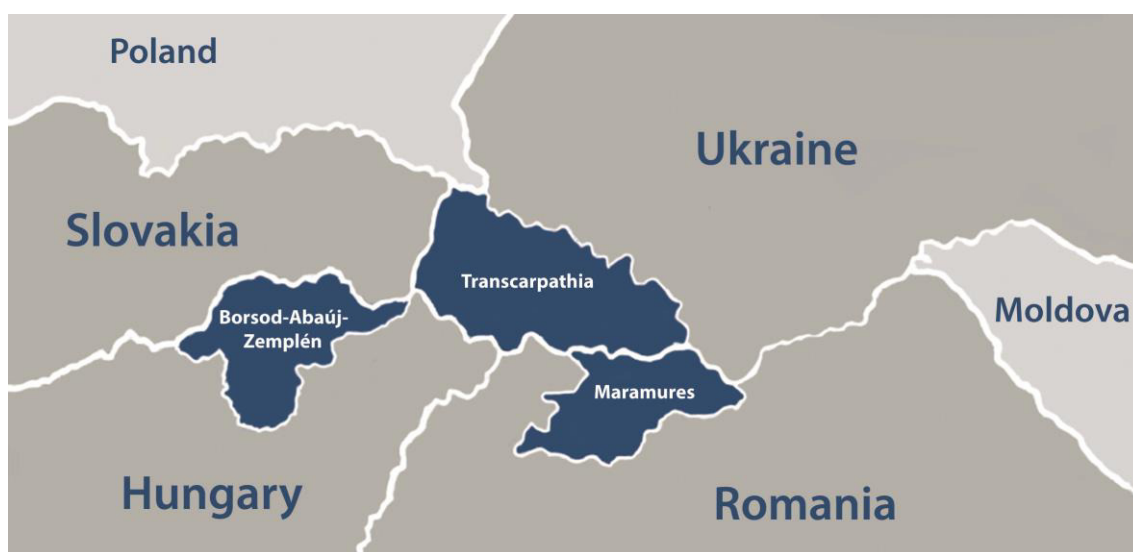 Poland
Ukraine
Slovakia
Transcarpathia
Moldova
Borsod-Abaúj-
Zemplén
Maramures
Hungary
Romania